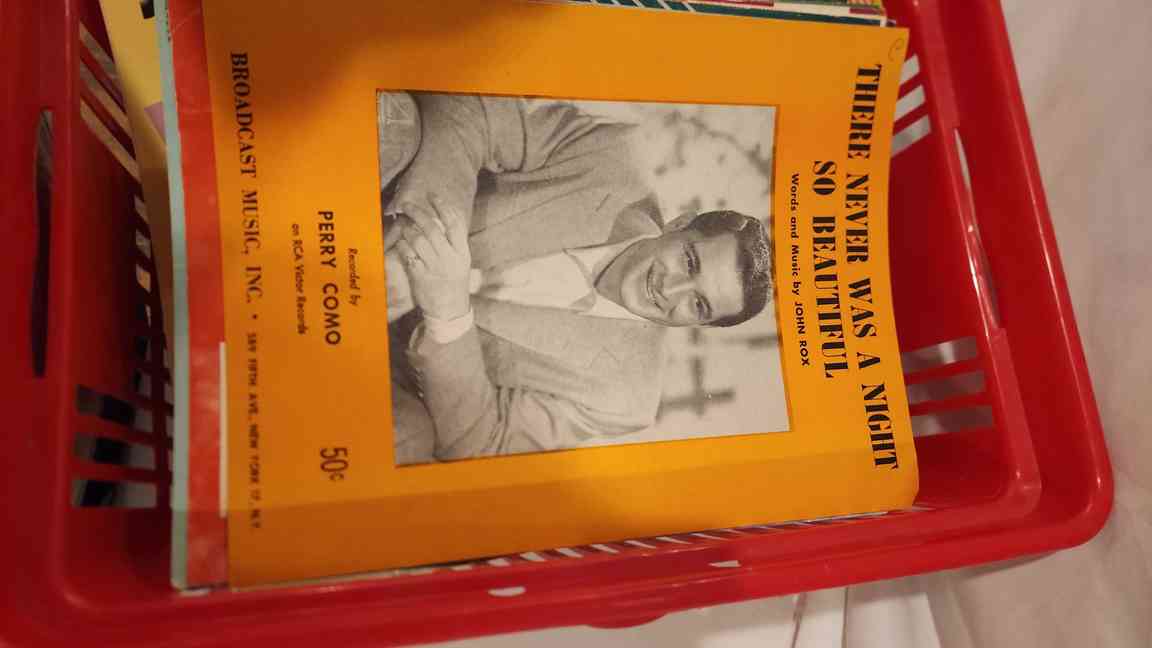 THERE NEVER WAS A NIGHT
SO BEAUTIFUL
Words and Music by JOHN ROX
Recorded by
PERRY COMO
on RCA Victor Records
50¢
BROADCAST MUSIC, INC. • 589 FIFTH AVE., NEW YORK 17, N.Y.